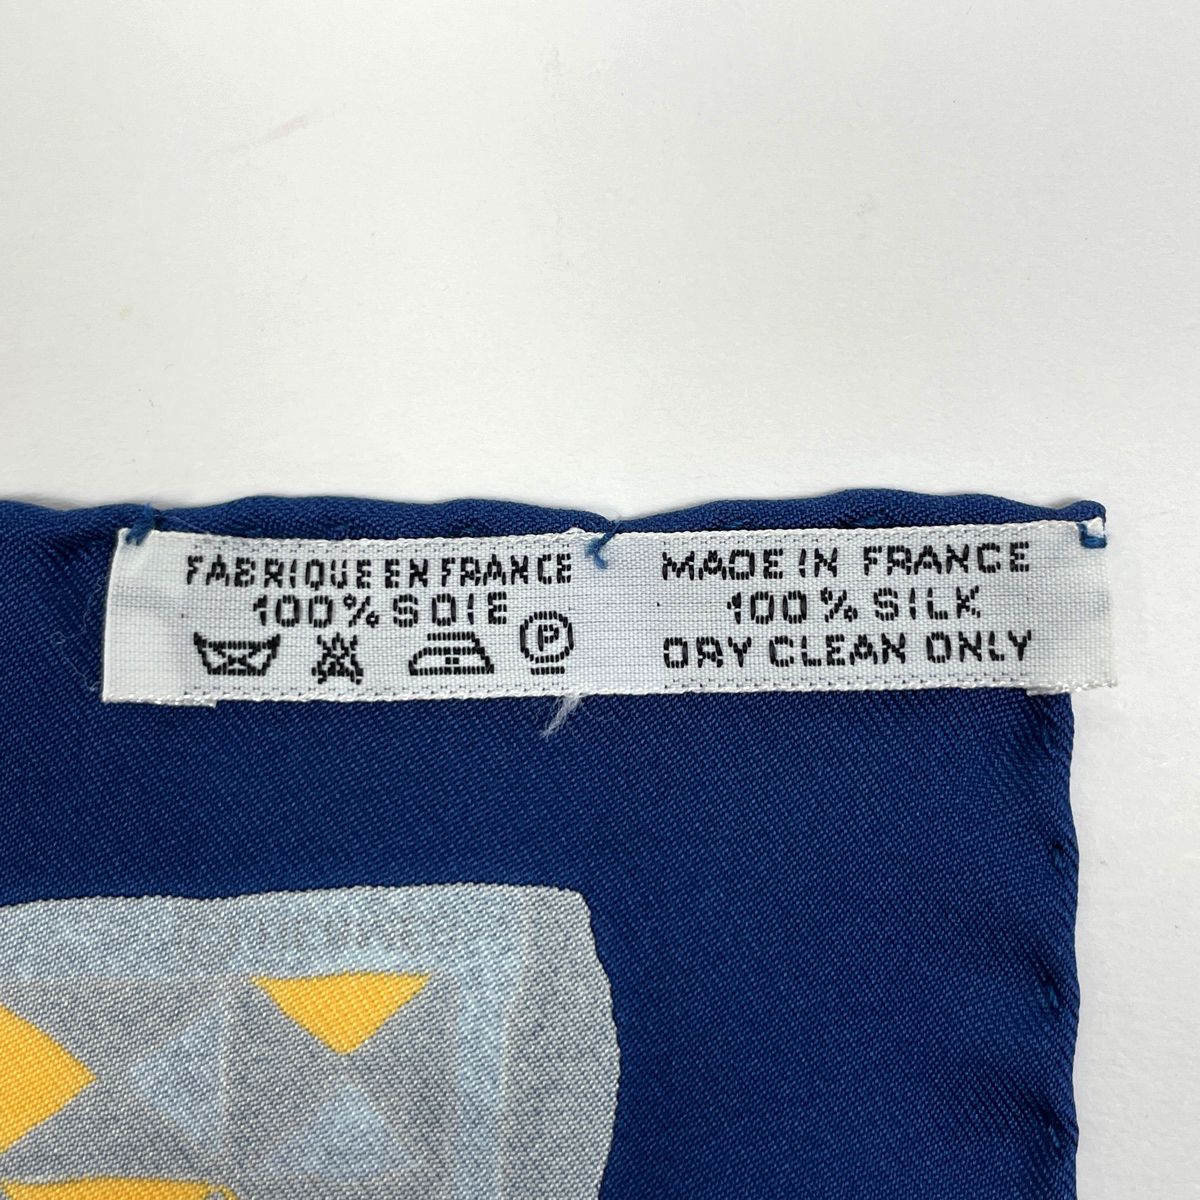 FABRIQUE EN FRANCE
100% SOIE
P
MADE IN FRANCE
100% SILK
DRY CLEAN ONLY